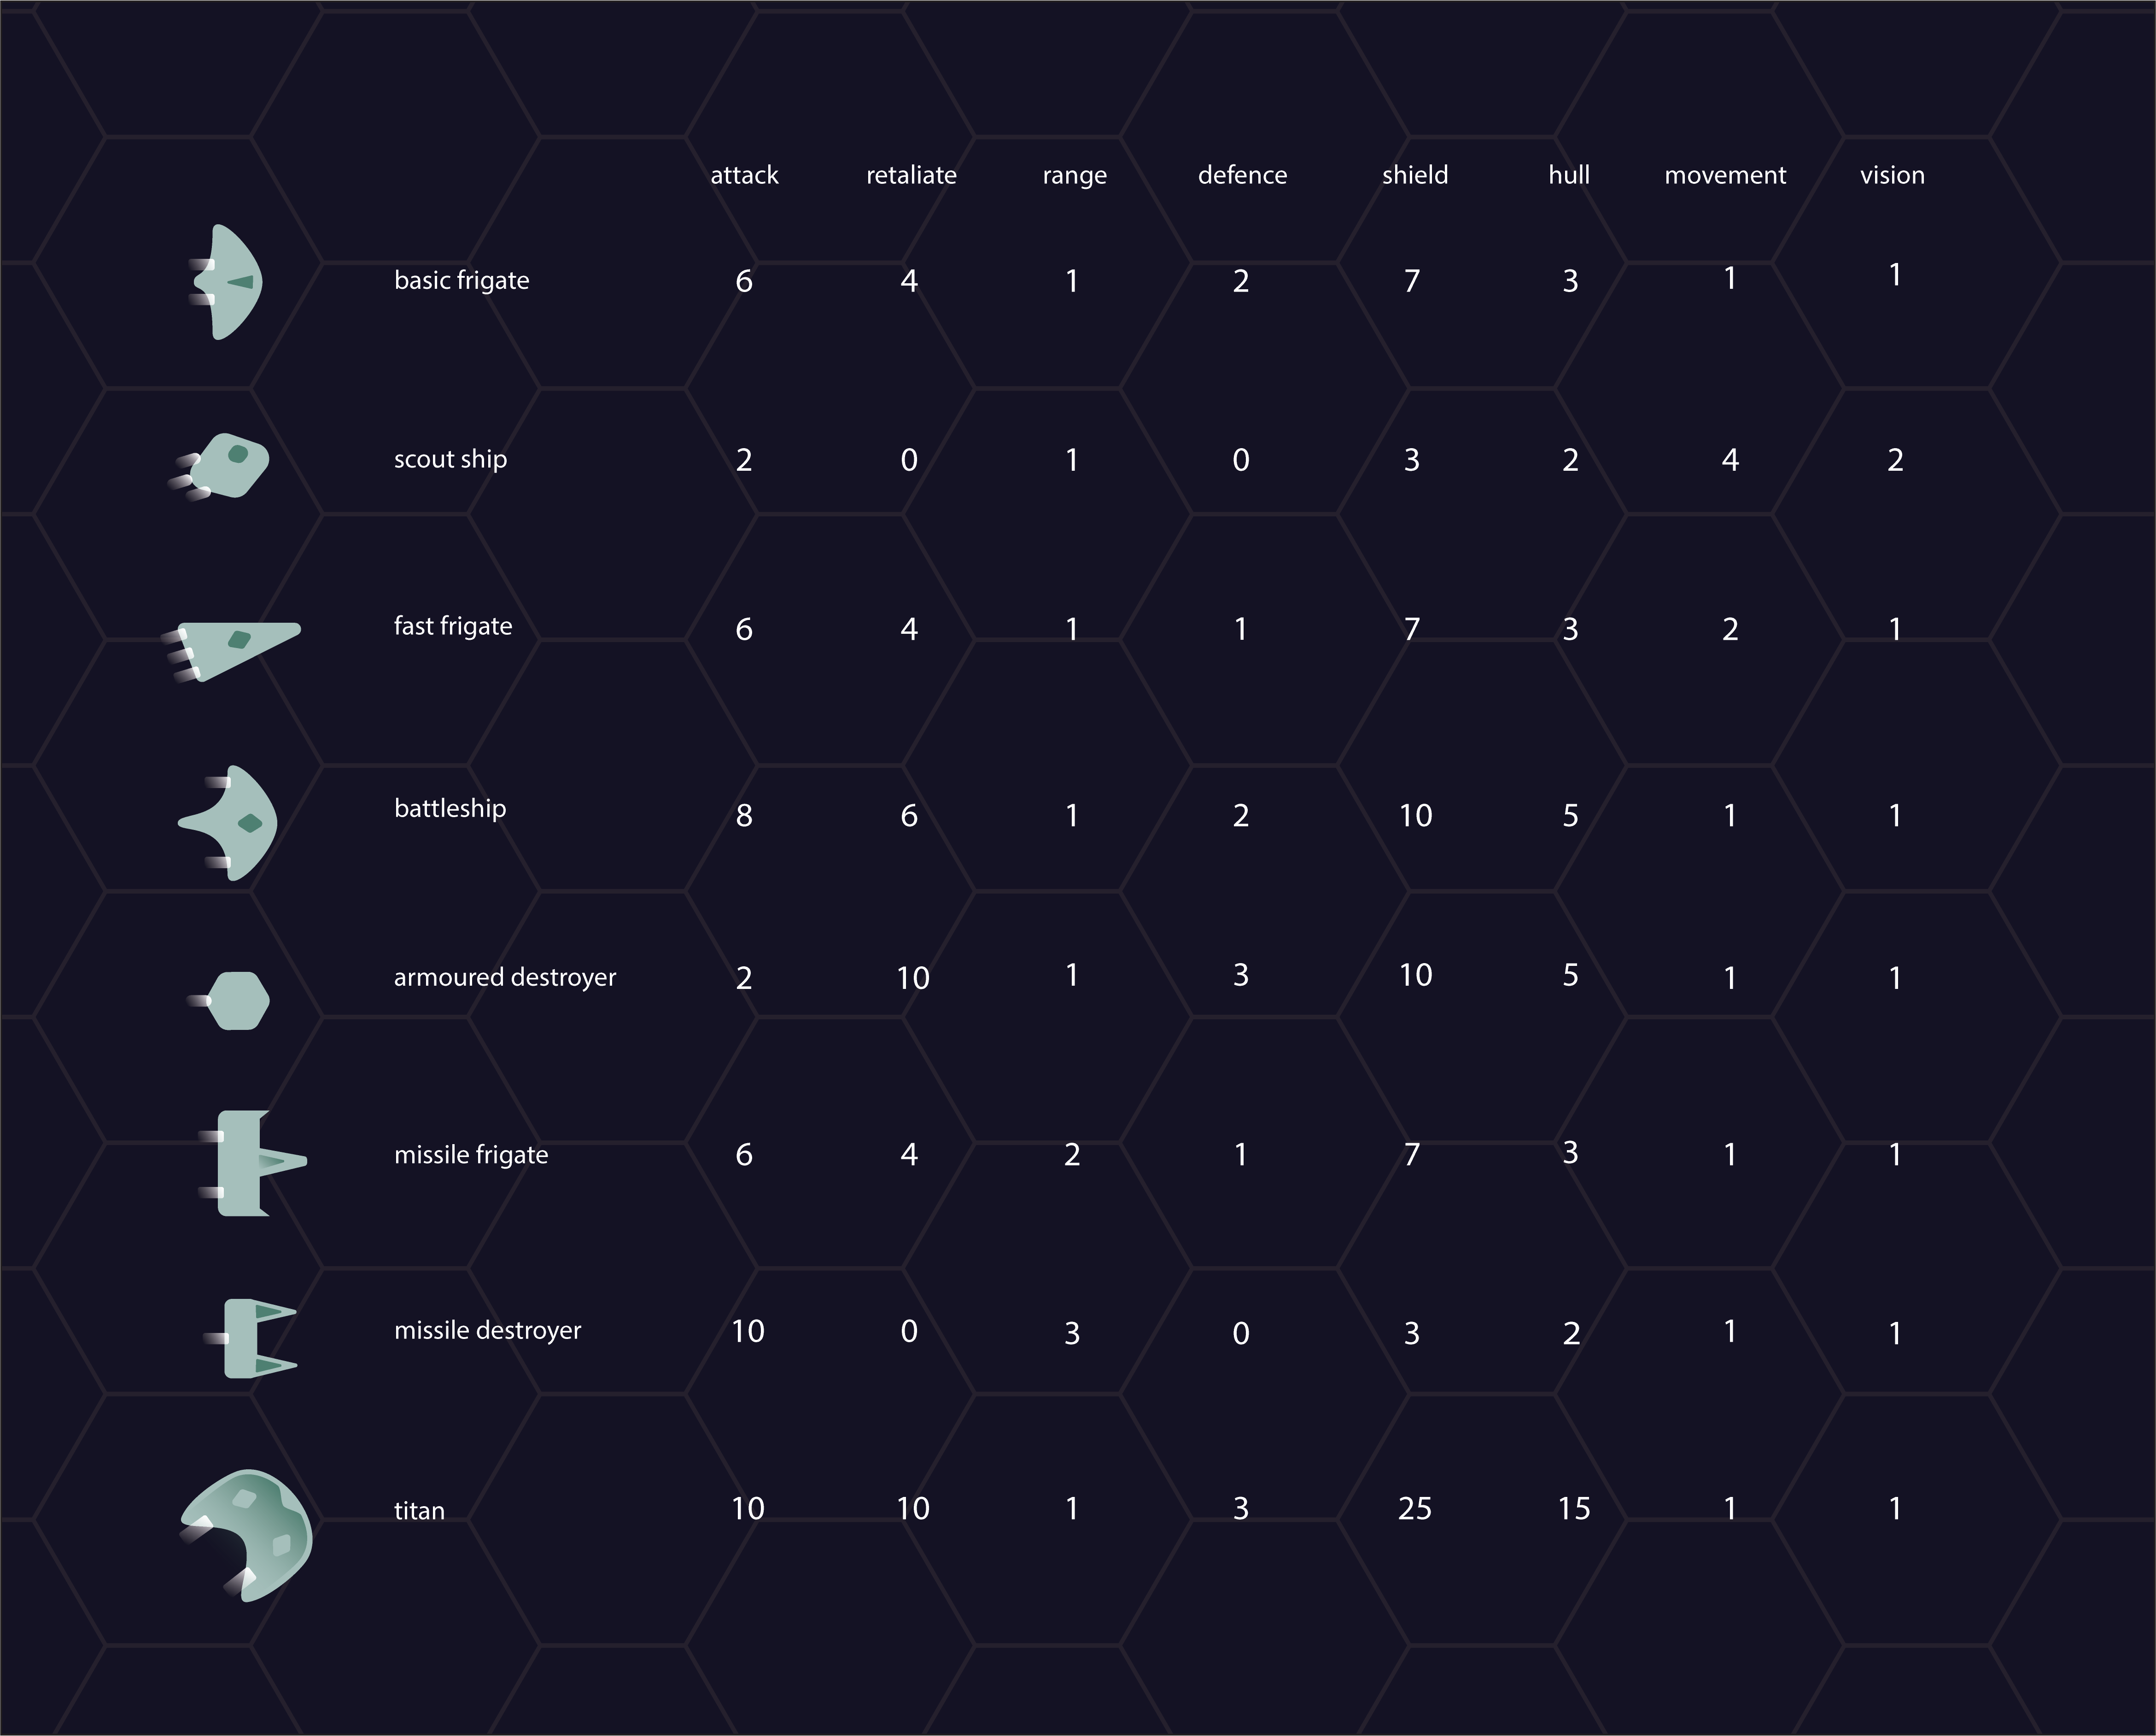 attack retaliate range defence shield hull movement vision
basic frigate 6 4 1 2 7 3 1 1
scout ship 2 0 1 0 3 2 4 2
fast frigate 6 4 1 1 7 3 2 1
battleship 8 6 1 2 10 5 1 1
armoured destroyer 2 10 1 3 10 5 1 1
missile frigate 6 4 2 1 7 3 1 1
missile destroyer 10 0 3 0 3 2 1 1
titan 10 10 1 3 25 15 1 1